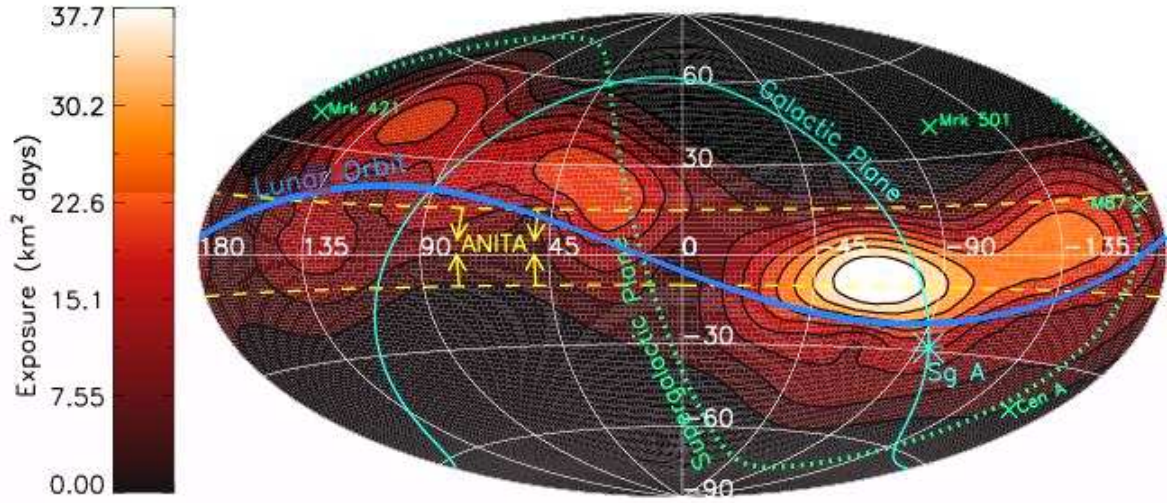 37.7
30.2
22.6
15.1
7.55
0.00
Exposure (km² days)
60
30
180
135
90
45
0
-45
-90
-135
-30
-60
-90
Mrk 421
Mrk 501
Galactic Plane
Lunar Orbit
M87
ANITA
Supergalactic Plane
Sg A
Cen A